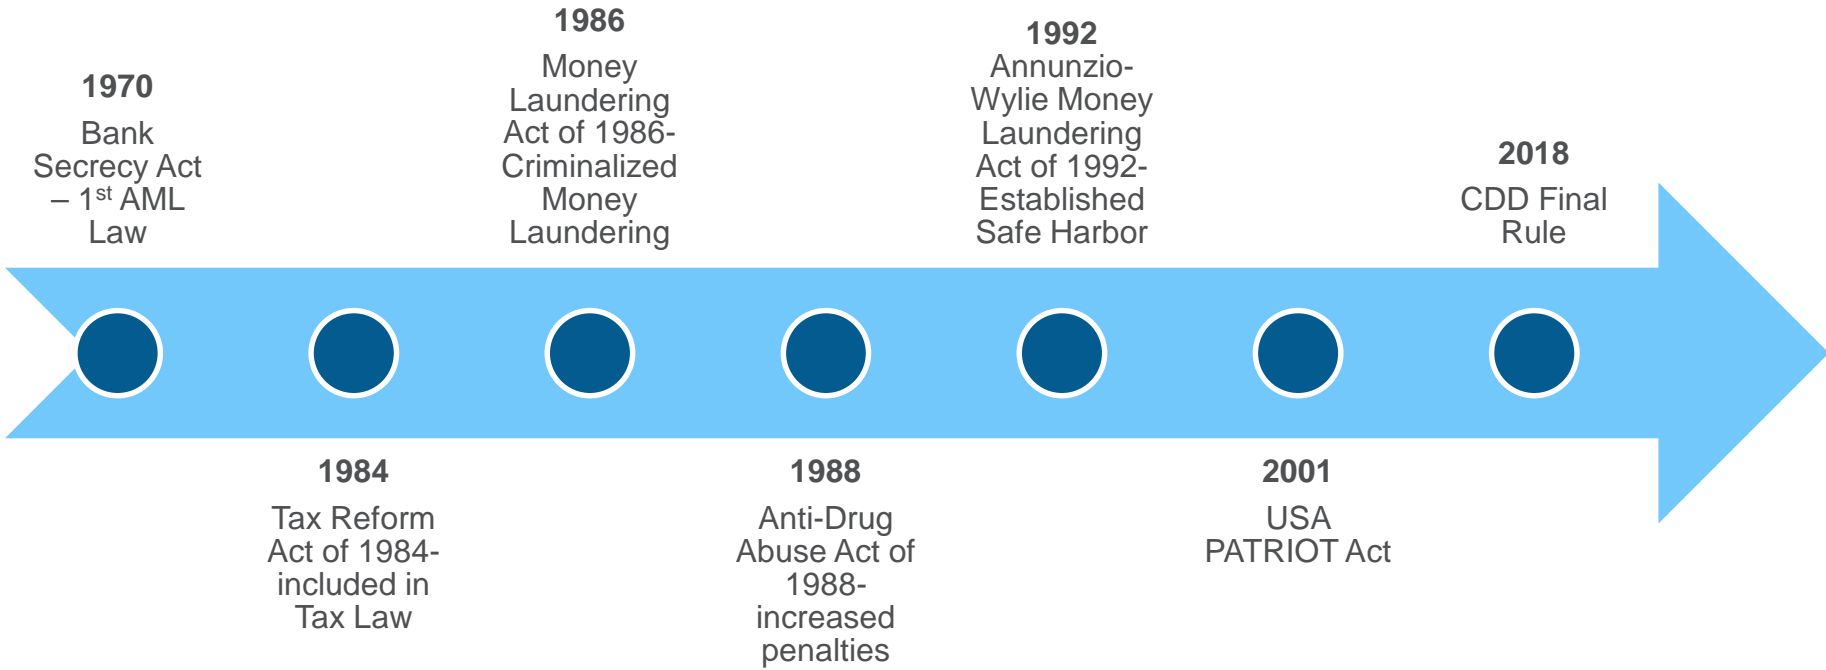 1970
Bank
Secrecy Act
– 1st AML
Law
1984
Tax Reform
Act of 1984-
included in
Tax Law
1986
Money
Laundering
Act of 1986-
Criminalized
Money
Laundering
1988
Anti-Drug
Abuse Act of
1988-
increased
penalties
1992
Annunzio-
Wylie Money
Laundering
Act of 1992-
Established
Safe Harbor
2001
USA
PATRIOT Act
2018
CDD Final
Rule